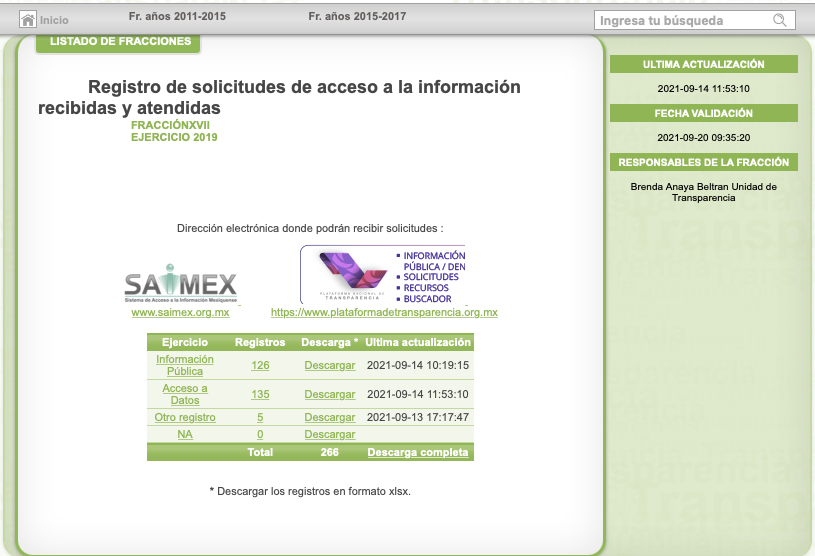 Inicio
Fr. años 2011-2015
Fr. años 2015-2017
Ingresa tu búsqueda
LISTADO DE FRACCIONES
Registro de solicitudes de acceso a la información
recibidas y atendidas
FRACCIÓNXVII
EJERCICIO 2019
Dirección electrónica donde podrán recibir solicitudes :
SAIMEX
Sistema de Acceso a la Información Mexiquense
www.saimex.org.mx
PLATAFORMA NACIONAL DE
TRANSPARENCIA
INFORMACIÓN
PÚBLICA / DEN
SOLICITUDES
RECURSOS
BUSCADOR
https://www.plataformadetransparencia.org.mx
Ejercicio Registros Descarga * Ultima actualización
Información
Pública 126 Descargar 2021-09-14 10:19:15
Acceso a
Datos 135 Descargar 2021-09-14 11:53:10
Otro registro 5 Descargar 2021-09-13 17:17:47
NA 0 Descargar
Total 266 Descarga completa
* Descargar los registros en formato xlsx.
ULTIMA ACTUALIZACIÓN
2021-09-14 11:53:10
FECHA VALIDACIÓN
2021-09-20 09:35:20
RESPONSABLES DE LA FRACCIÓN
Brenda Anaya Beltran Unidad de
Transparencia